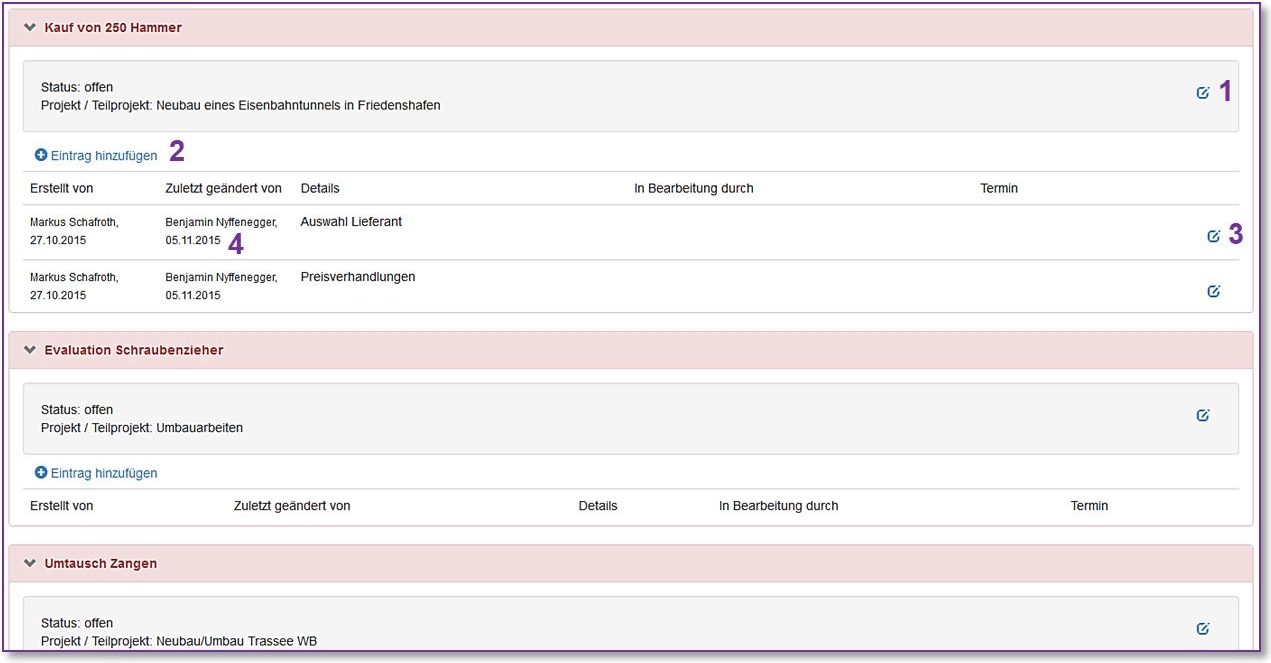 Kauf von 250 Hammer
Status: offen
Projekt / Teilprojekt: Neubau eines Eisenbahntunnels in Friedenshafen
1
Eintrag hinzufügen 2
Erstellt von Zuletzt geändert von Details In Bearbeitung durch Termin
Markus Schafroth, Benjamin Nyffenegger, Auswahl Lieferant
27.10.2015 05.11.2015 4 3
Markus Schafroth, Benjamin Nyffenegger, Preisverhandlungen
27.10.2015 05.11.2015
Evaluation Schraubenzieher
Status: offen
Projekt / Teilprojekt: Umbauarbeiten
Eintrag hinzufügen
Erstellt von Zuletzt geändert von Details In Bearbeitung durch Termin
Umtausch Zangen
Status: offen
Projekt / Teilprojekt: Neubau/Umbau Trassee WB